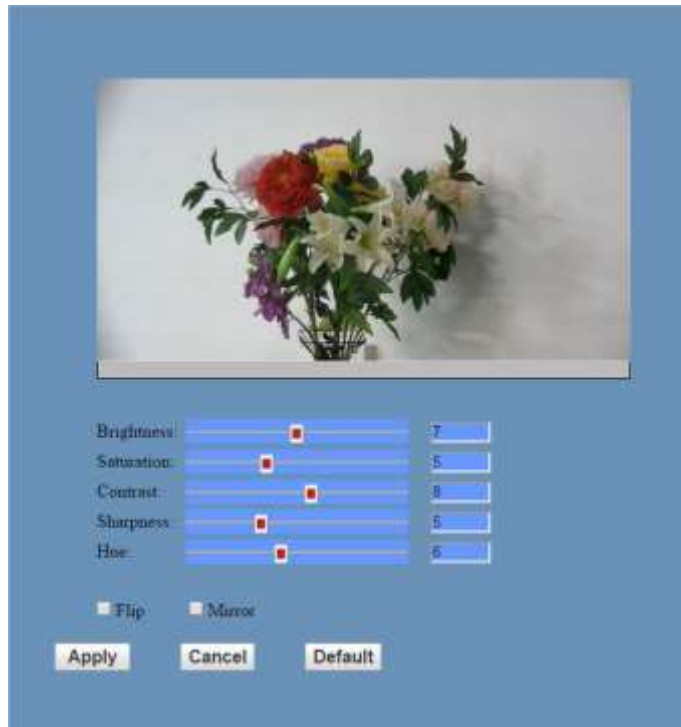 Brightness: 7
Saturation: 5
Contrast: 8
Sharpness: 5
Hue: 6
Flip Mirror
Apply Cancel Default